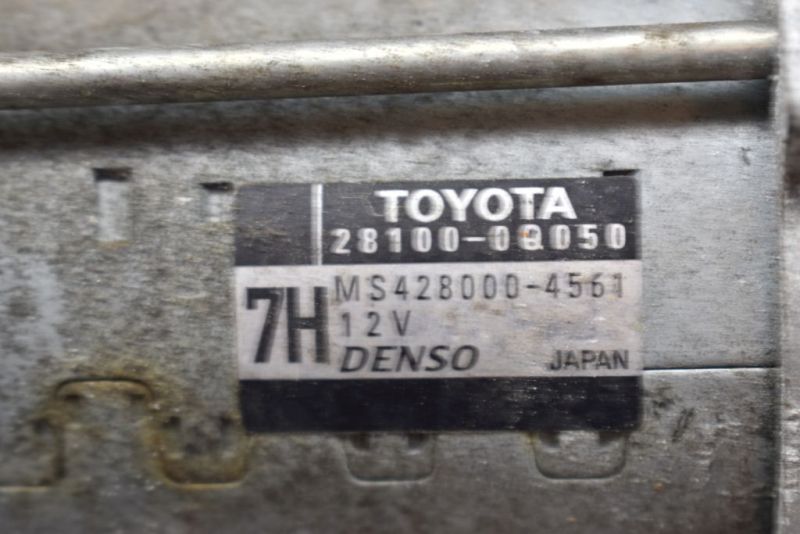 TOYOTA
28100-0Q050
7H
MS428000-4561
12V
DENSO JAPAN